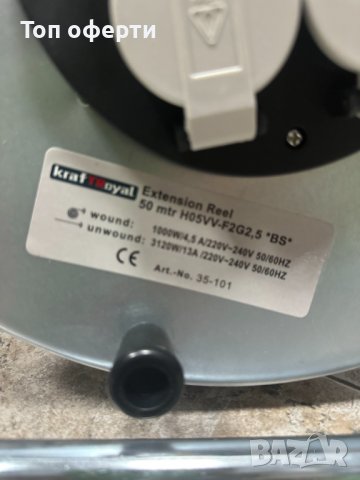 Топ оферти
krafTRoyal
Extension Reel
50 mtr H05VV-F2G2,5 "BS"
wound: 1000W/4,5 A/220V~240V 50/60HZ
unwound: 3120W/13A /220V~240V 50/60HZ
CE
Art.-No. 35-101
BAZAR